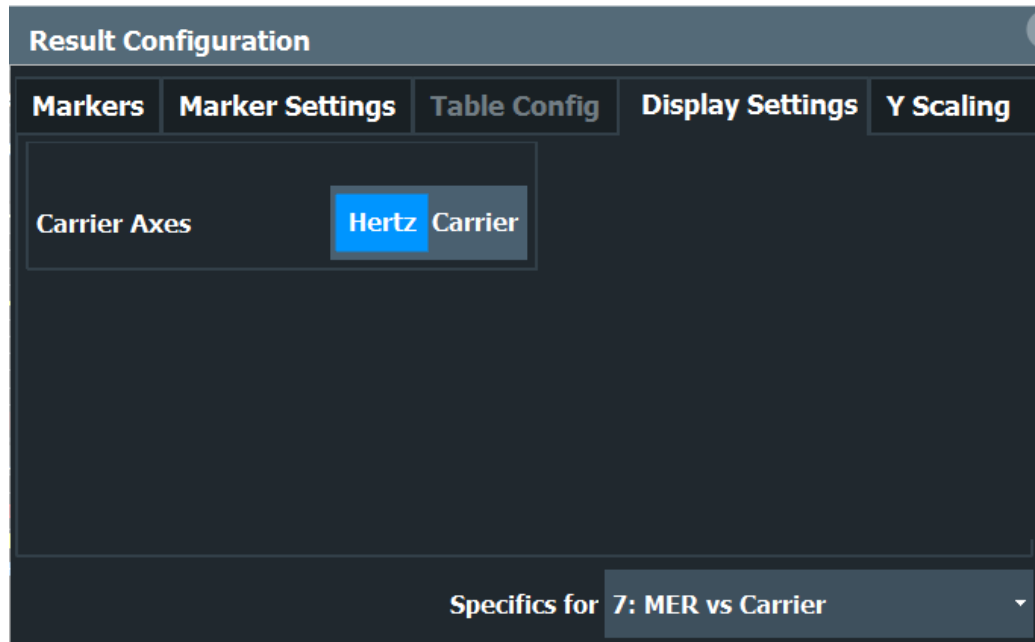 Result Configuration
Markers Marker Settings Table Config Display Settings Y Scaling
Carrier Axes Hertz Carrier
Specifics for 7: MER vs Carrier